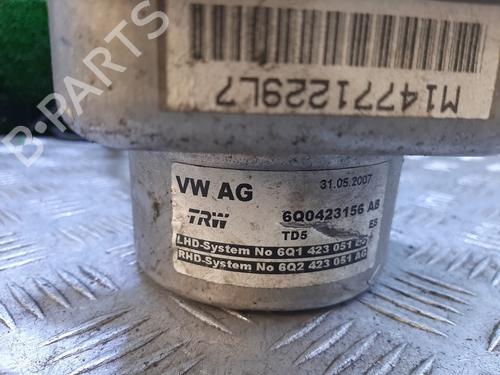 B-PARTS
M14771229L7
VW AG 31.05.2007
TRW 6Q0423156 AB
TD5 E8
LHD-System No 6Q1 423 051
RHD-System No 6Q2 423 051 AG